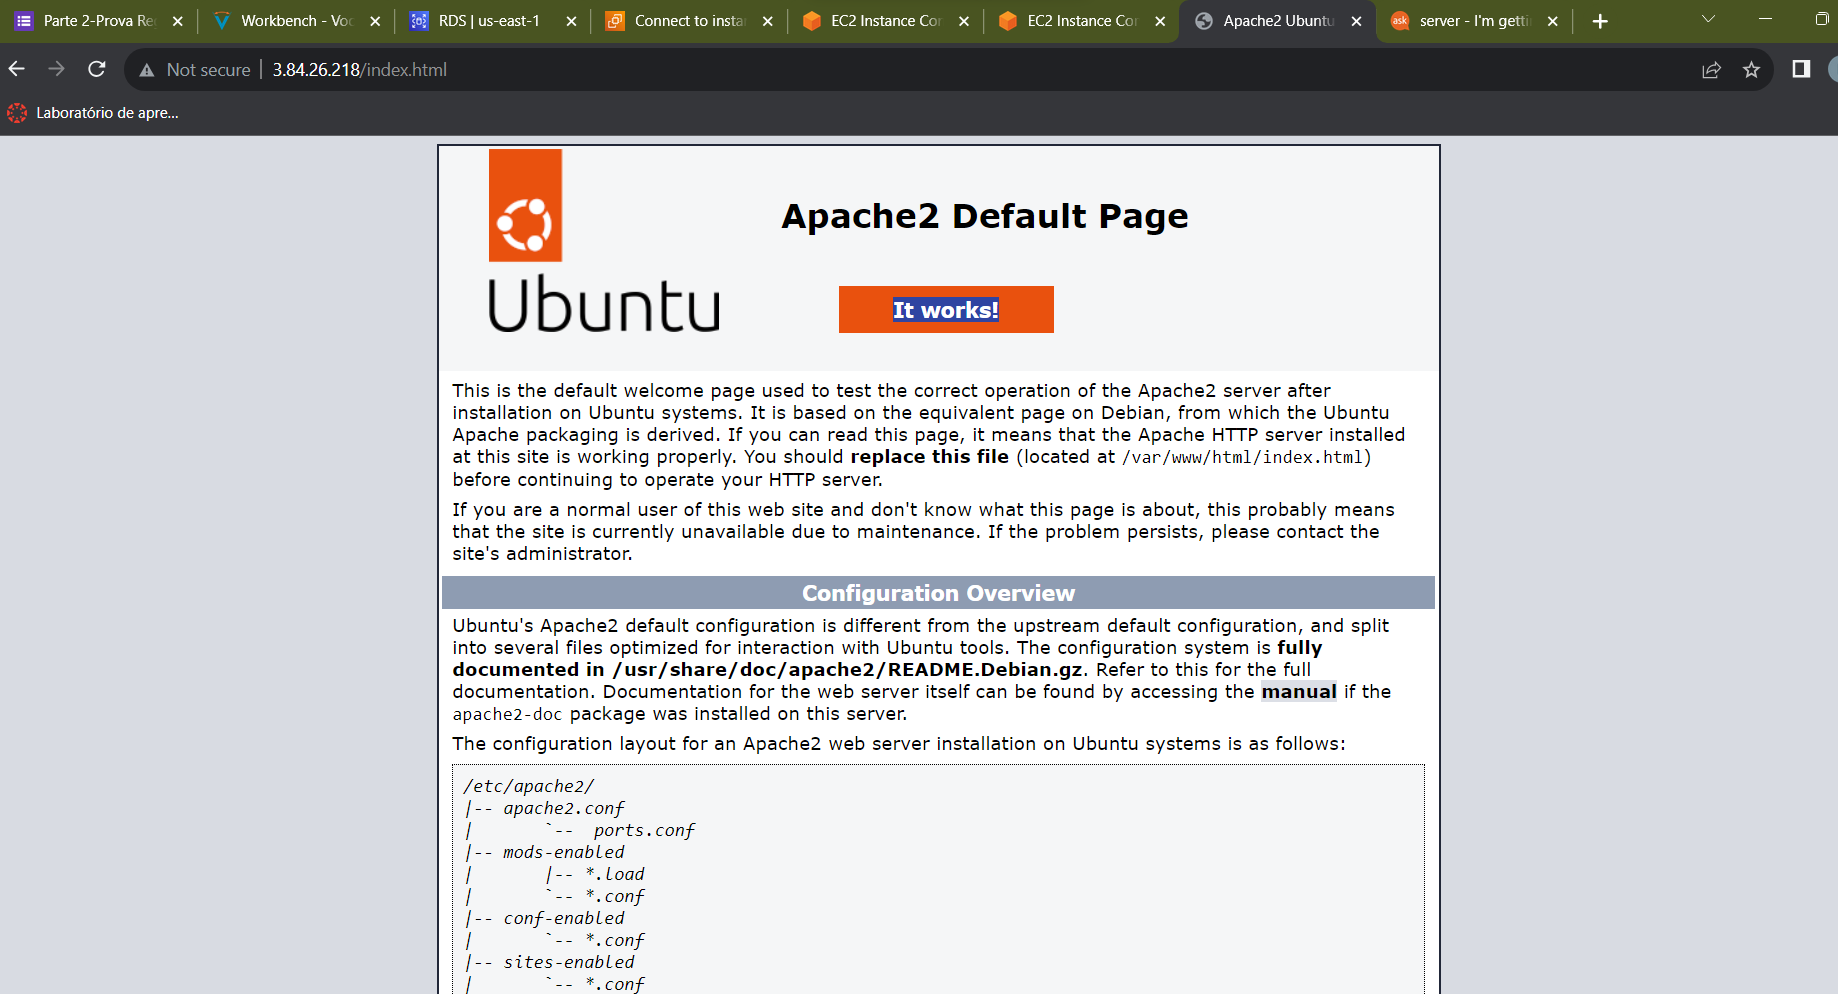 Parte 2-Prova Re
Workbench - Voc
RDS | us-east-1
Connect to instan
EC2 Instance Con
EC2 Instance Con
Apache2 Ubuntu
ask
server - I'm gettin
Not secure
3.84.26.218/index.html
Laboratório de apre...
Ubuntu
Apache2 Default Page
It works!
This is the default welcome page used to test the correct operation of the Apache2 server after
installation on Ubuntu systems. It is based on the equivalent page on Debian, from which the Ubuntu
Apache packaging is derived. If you can read this page, it means that the Apache HTTP server installed
at this site is working properly. You should replace this file (located at /var/www/html/index.html)
before continuing to operate your HTTP server.
If you are a normal user of this web site and don't know what this page is about, this probably means
that the site is currently unavailable due to maintenance. If the problem persists, please contact the
site's administrator.
Configuration Overview
Ubuntu's Apache2 default configuration is different from the upstream default configuration, and split
into several files optimized for interaction with Ubuntu tools. The configuration system is fully
documented in /usr/share/doc/apache2/README.Debian.gz. Refer to this for the full
documentation. Documentation for the web server itself can be found by accessing the manual if the
apache2-doc package was installed on this server.
The configuration layout for an Apache2 web server installation on Ubuntu systems is as follows:
/etc/apache2/
|-- apache2.conf
|       `--  ports.conf
|-- mods-enabled
|       |-- *.load
|       `-- *.conf
|-- conf-enabled
|       `-- *.conf
|-- sites-enabled
|       `-- *.conf